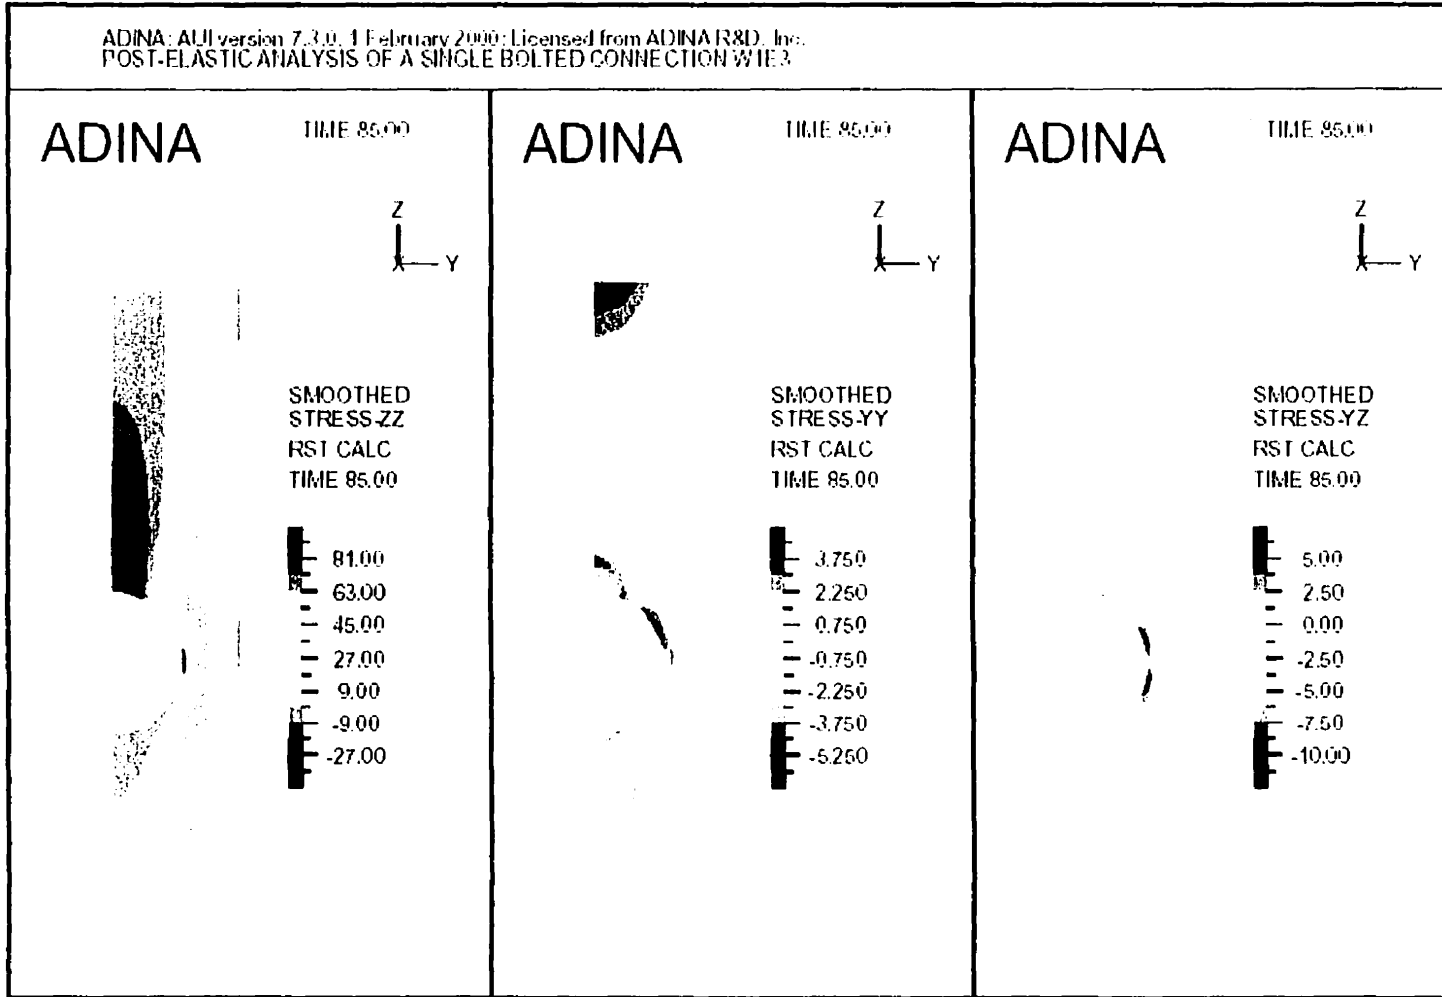 ADINA: AUI version 7.3.0, 1 February 2000: Licensed from ADINA R&D, Inc.
POST-ELASTIC ANALYSIS OF A SINGLE BOLTED CONNECTION
ADINA
TIME 85.00
Z
X Y
SMOOTHED
STRESS-ZZ
RST CALC
TIME 85.00
81.00
63.00
45.00
27.00
9.00
-9.00
-27.00
ADINA
TIME 85.00
Z
X Y
SMOOTHED
STRESS-YY
RST CALC
TIME 85.00
3.750
2.250
0.750
-0.750
-2.250
-3.750
-5.250
ADINA
TIME 85.00
Z
X Y
SMOOTHED
STRESS-YZ
RST CALC
TIME 85.00
5.00
2.50
0.00
-2.50
-5.00
-7.50
-10.00